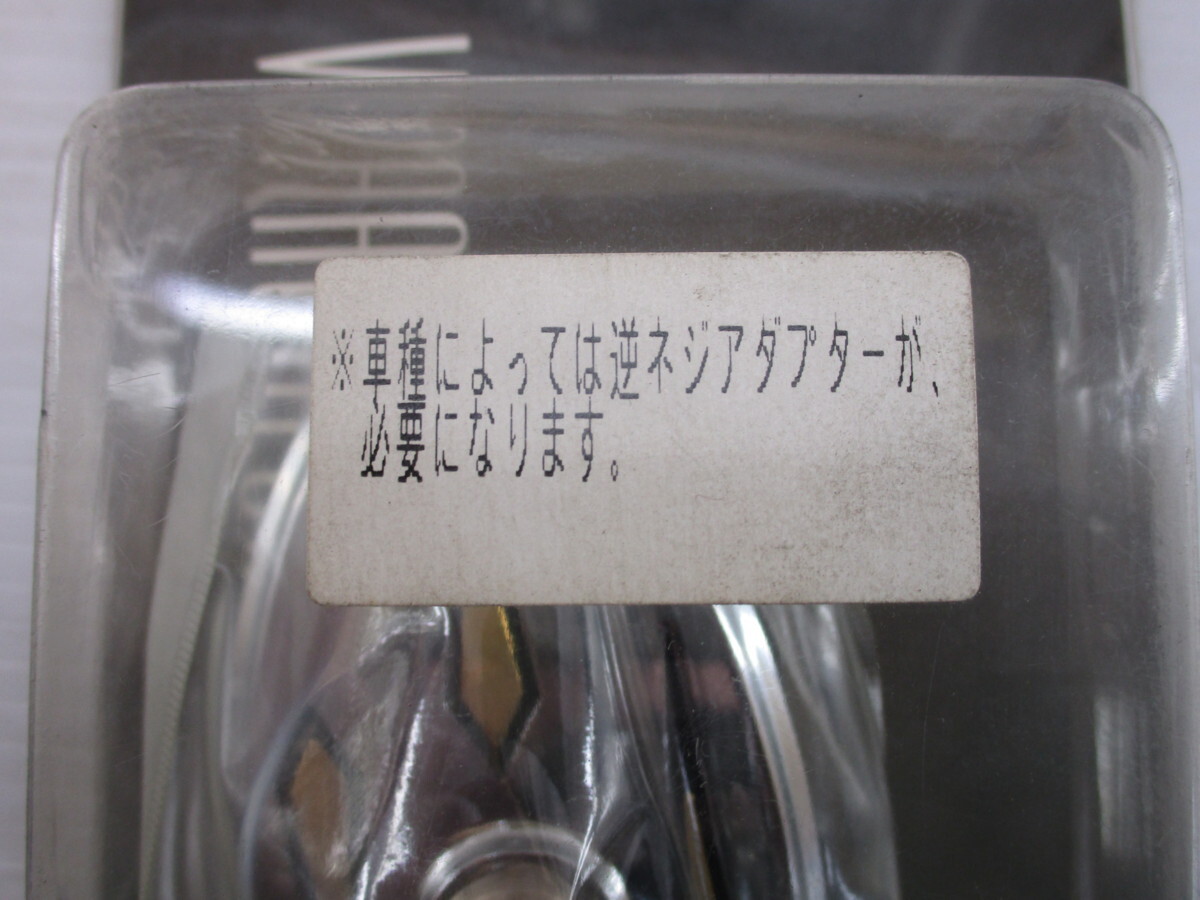 ※車種によっては逆ネジアダプターが、
必要になります。